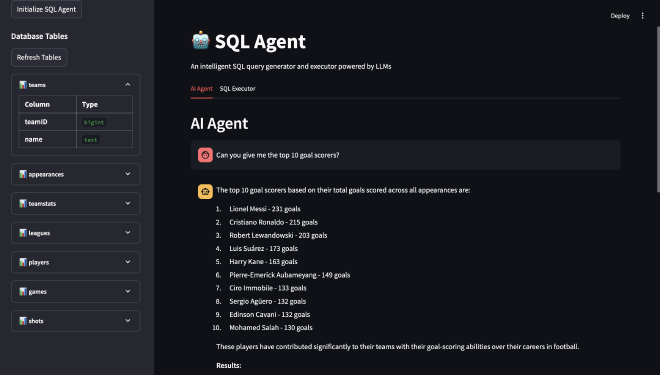 Initialize SQL Agent
Database Tables
Refresh Tables
teams
Column Type
teamID bigint
name text
appearances
teamstats
leagues
players
games
shots
Deploy
SQL Agent
An intelligent SQL query generator and executor powered by LLMs
AI Agent SQL Executor
AI Agent
Can you give me the top 10 goal scorers?
The top 10 goal scorers based on their total goals scored across all appearances are:
1. Lionel Messi - 231 goals
2. Cristiano Ronaldo - 215 goals
3. Robert Lewandowski - 203 goals
4. Luis Suárez - 173 goals
5. Harry Kane - 163 goals
6. Pierre-Emerick Aubameyang - 149 goals
7. Ciro Immobile - 133 goals
8. Sergio Agüero - 132 goals
9. Edinson Cavani - 132 goals
10. Mohamed Salah - 130 goals
These players have contributed significantly to their teams with their goal-scoring abilities over their careers in football.
Results: